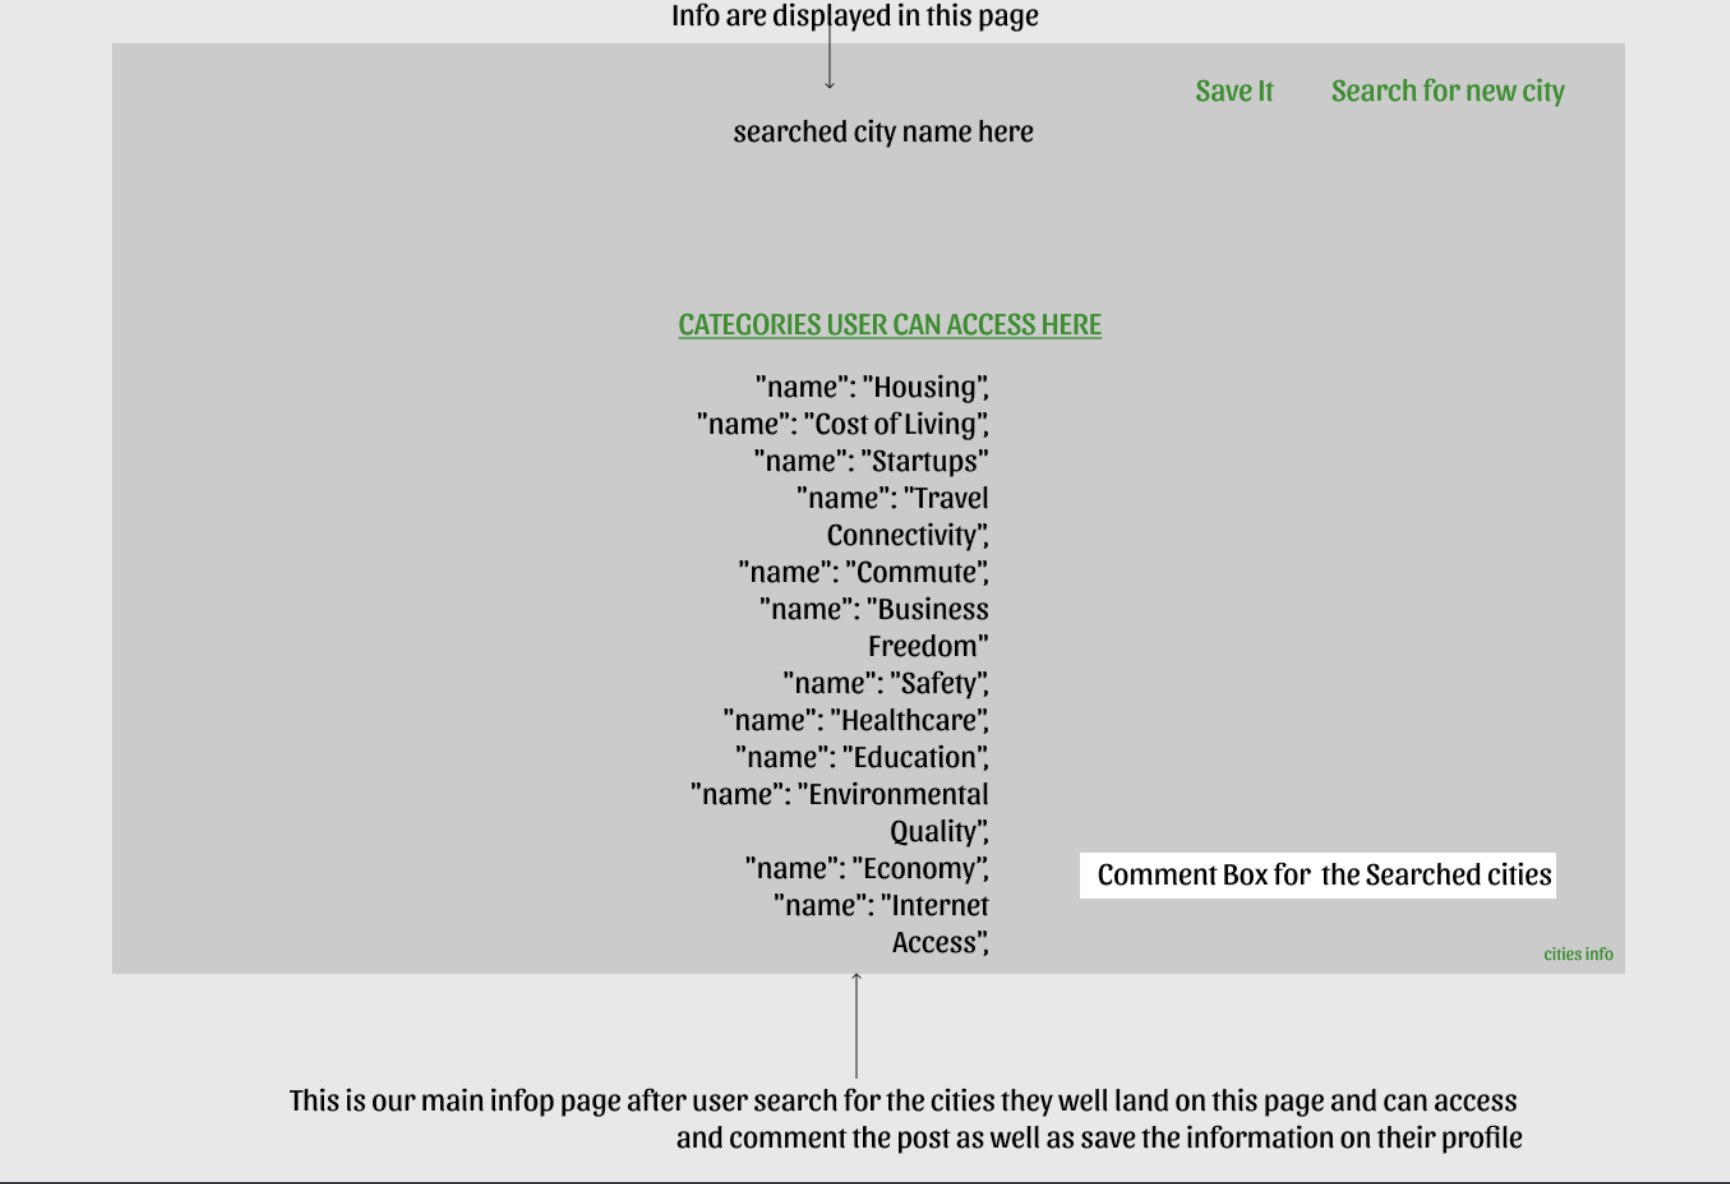 Info are displayed in this page
Save It
Search for new city
searched city name here
CATEGORIES USER CAN ACCESS HERE
"name": "Housing",
"name": "Cost of Living",
"name": "Startups"
"name": "Travel
Connectivity",
"name": "Commute",
"name": "Business
Freedom"
"name": "Safety",
"name": "Healthcare",
"name": "Education",
"name": "Environmental
Quality",
"name": "Economy",
"name": "Internet
Access",
Comment Box for the Searched cities
cities info
This is our main infop page after user search for the cities they well land on this page and can access
and comment the post as well as save the information on their profile